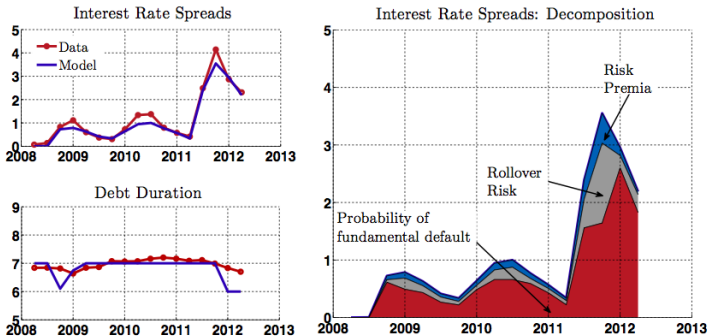 Interest Rate Spreads
5
Data
4
Model
3
2
1
0
2008 2009 2010 2011 2012 2013
Debt Duration
9
8
7
6
5
2008 2009 2010 2011 2012 2013
Interest Rate Spreads: Decomposition
5
4
3
2
1
0
Risk
Premia
Rollover
Risk
Probability of
fundamental default
2008 2009 2010 2011 2012 2013